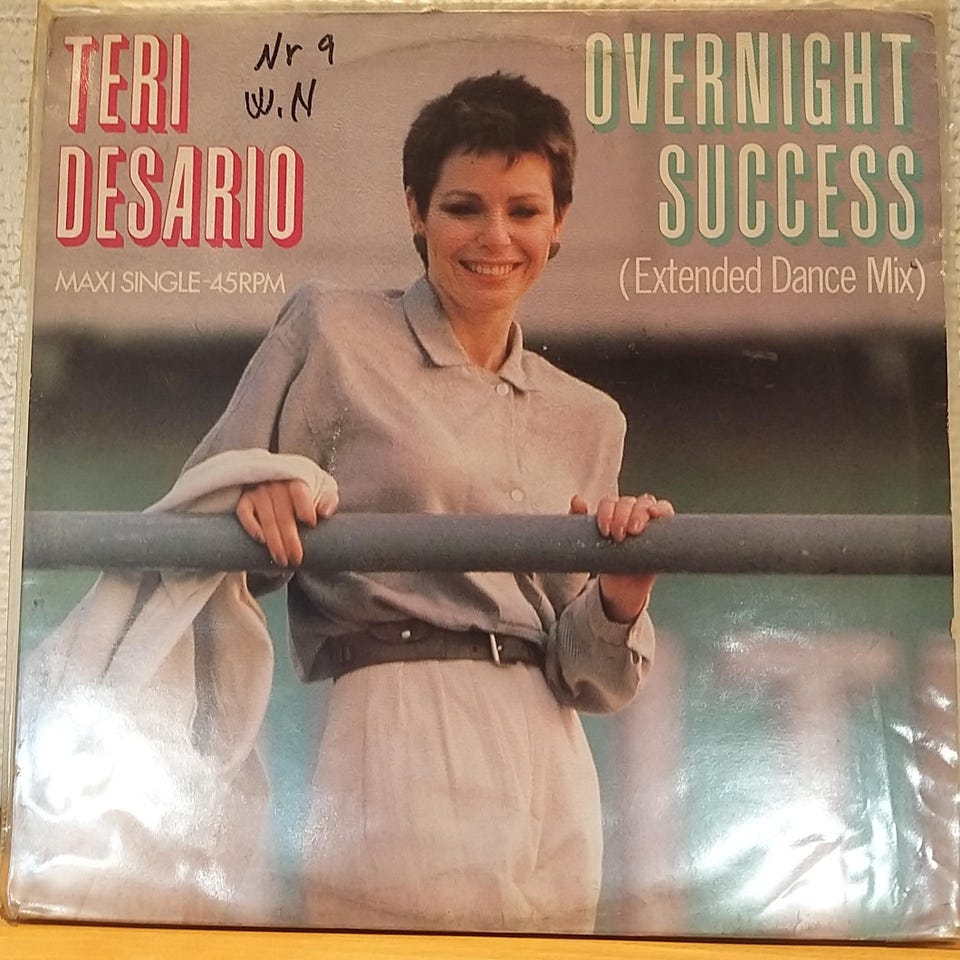 TERI
DESARIO
MAXI SINGLE-45RPM
Nr 9
W.N
OVERNIGHT
SUCCESS
(Extended Dance Mix)